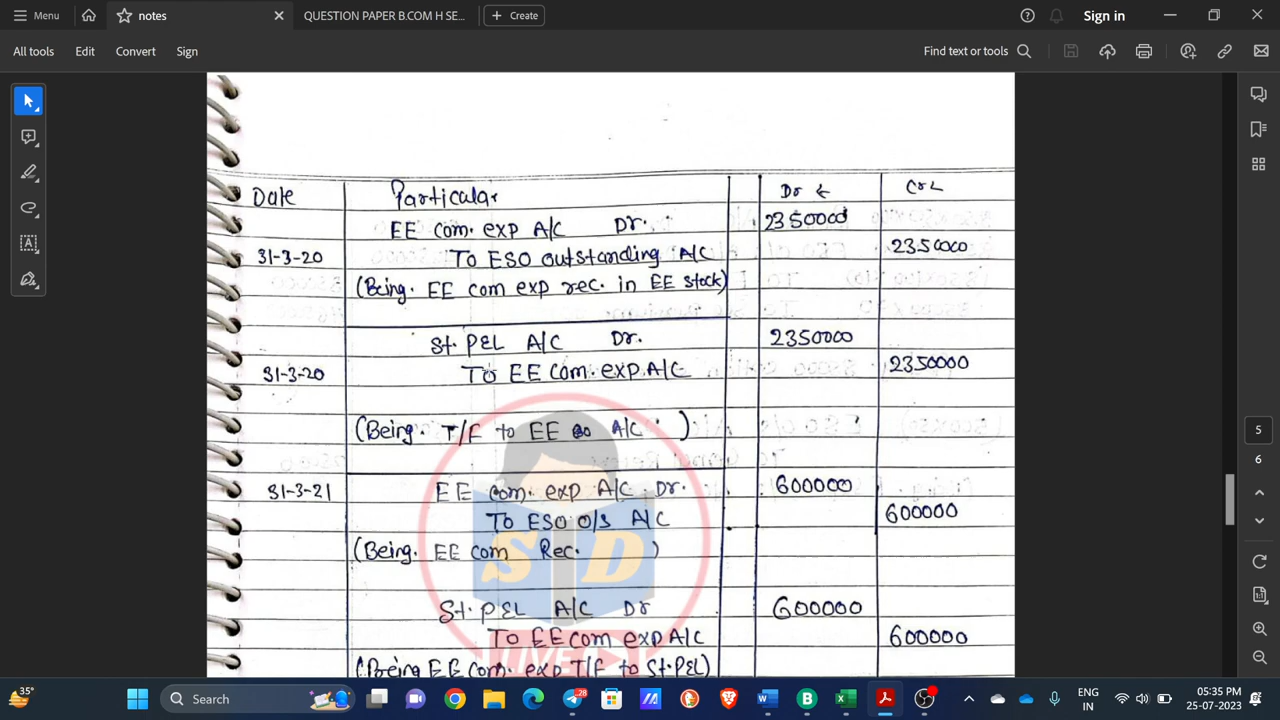 Menu notes QUESTION PAPER B.COM H SE... Create Sign in
All tools Edit Convert Sign Find text or tools
Date Particular Dr ₹ Cr ₹
EE com. exp A/C Dr. 2350000
31-3-20 To ESO outstanding A/C 2350000
(Being. EE com exp rec. in EE stock)
St. P&L A/C Dr. 2350000
31-3-20 To EE com. exp A/C 2350000
(Being. T/F to EE A/C )
31-3-21 EE com. exp A/C Dr. 600000
To ESO o/s A/C 600000
(Being. EE com Rec. )
St. P&L A/C Dr 600000
To EE com exp A/C 600000
(Being EE com. exp T/F to St. P&L)
SD
LIVE
5
6
35°
Search
28
ENG
IN
05:35 PM
25-07-2023